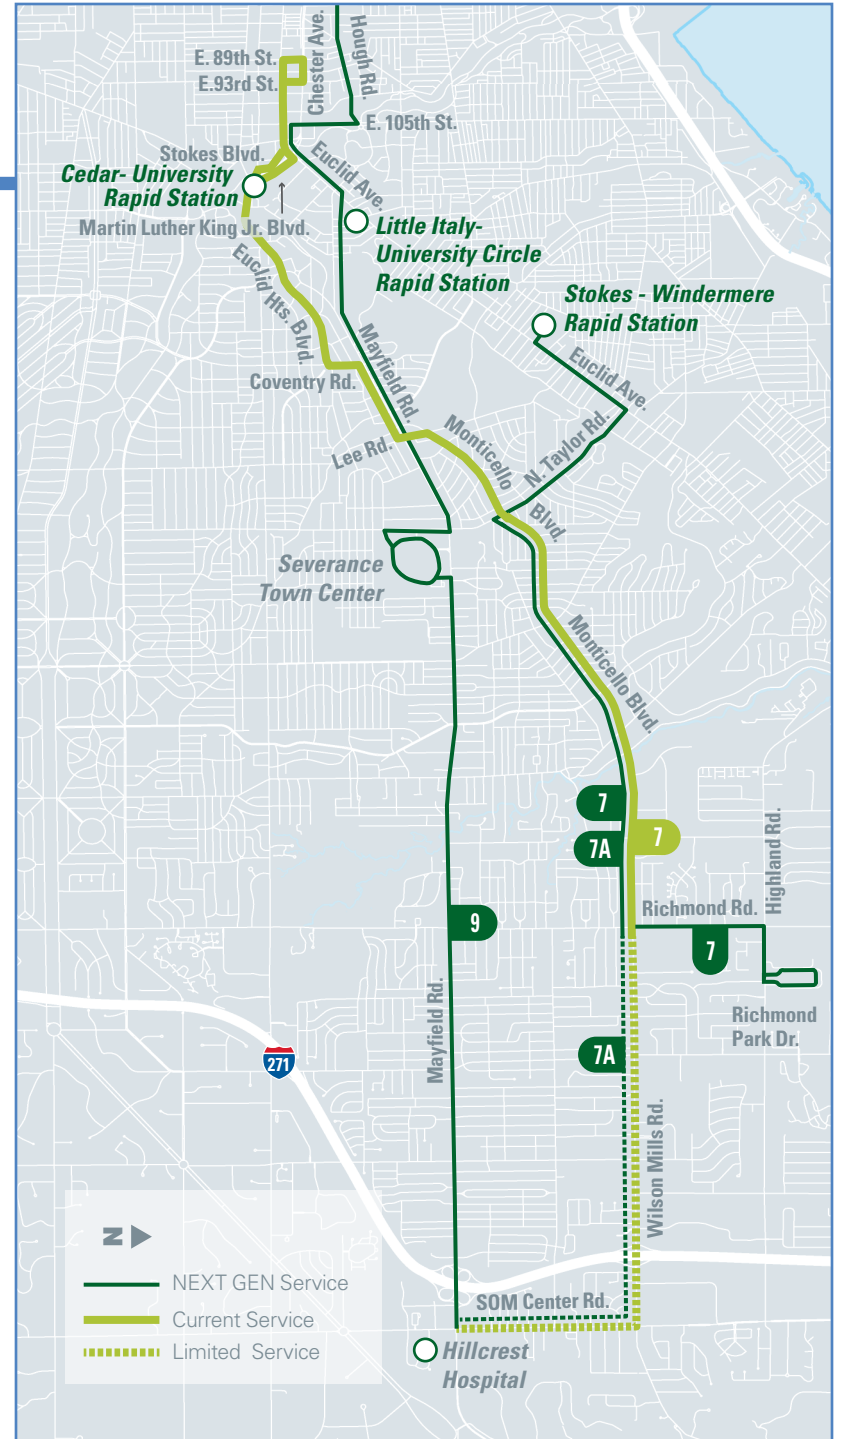 E. 89th St.
E.93rd St.
Chester Ave.
Hough Rd.
E. 105th St.
Stokes Blvd.
Euclid Ave.
Cedar- University
Rapid Station
Martin Luther King Jr. Blvd.
Little Italy-
University Circle
Rapid Station
Euclid Hts. Blvd.
Stokes - Windermere
Rapid Station
Mayfield Rd.
Euclid Ave.
Coventry Rd.
Lee Rd.
Monticello
N. Taylor Rd.
Blvd.
Severance
Town Center
Monticello Blvd.
7
7A
7
Highland Rd.
Richmond Rd.
9
7
Mayfield Rd.
Richmond
Park Dr.
7A
271
Wilson Mills Rd.
N
NEXT GEN Service
Current Service
Limited Service
SOM Center Rd.
Hillcrest
Hospital